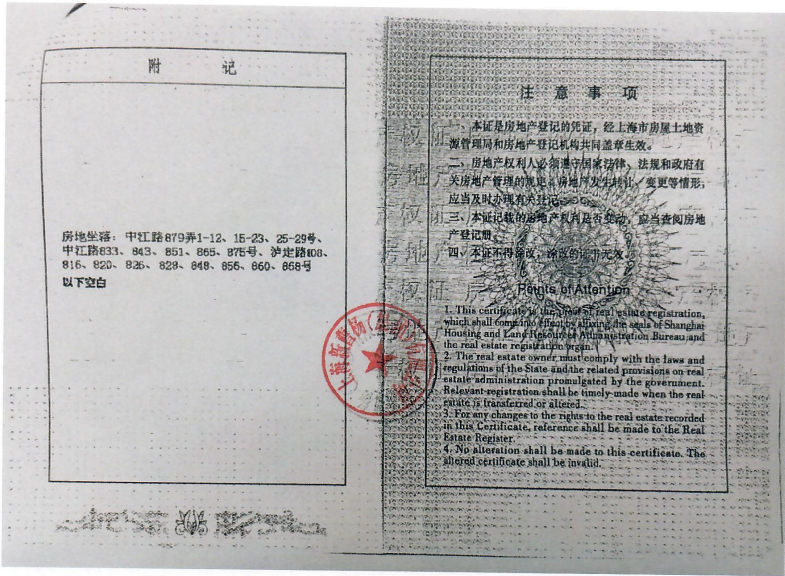 附 记
房地坐落：中江路879弄1-12、15-23、25-29号、
中江路833、843、851、865、875号、泸定路808、
816、820、826、828、848、856、860、868号
以下空白
注 意 事 项
一、本证是房地产登记的凭证，经上海市房屋土地资
源管理局和房地产登记机构共同盖章生效。
二、房地产权利人必须遵守国家法律、法规和政府有
关房地产管理的规定。房地产发生转让、变更等情形，
应当及时办理有关登记。
三、本证记载的房地产权利是否变动，应当查阅房地
产登记册
四、本证不得涂改，涂改的证书无效。
Points of Attention
1. This certificate is the proof of real estate registration,
which shall come into effect by affixing the seals of Shanghai
Housing and Land Resources Administration Bureau and
the real estate registration organ.
2. The real estate owner must comply with the laws and
regulations of the State and the related provisions on real
estate administration promulgated by the government.
Relevant registration shall be timely made when the real
estate is transferred or altered.
3. For any changes to the rights to the real estate recorded
in this Certificate, reference shall be made to the Real
Estate Register.
4. No alteration shall be made to this certificate. The
altered certificate shall be invalid.